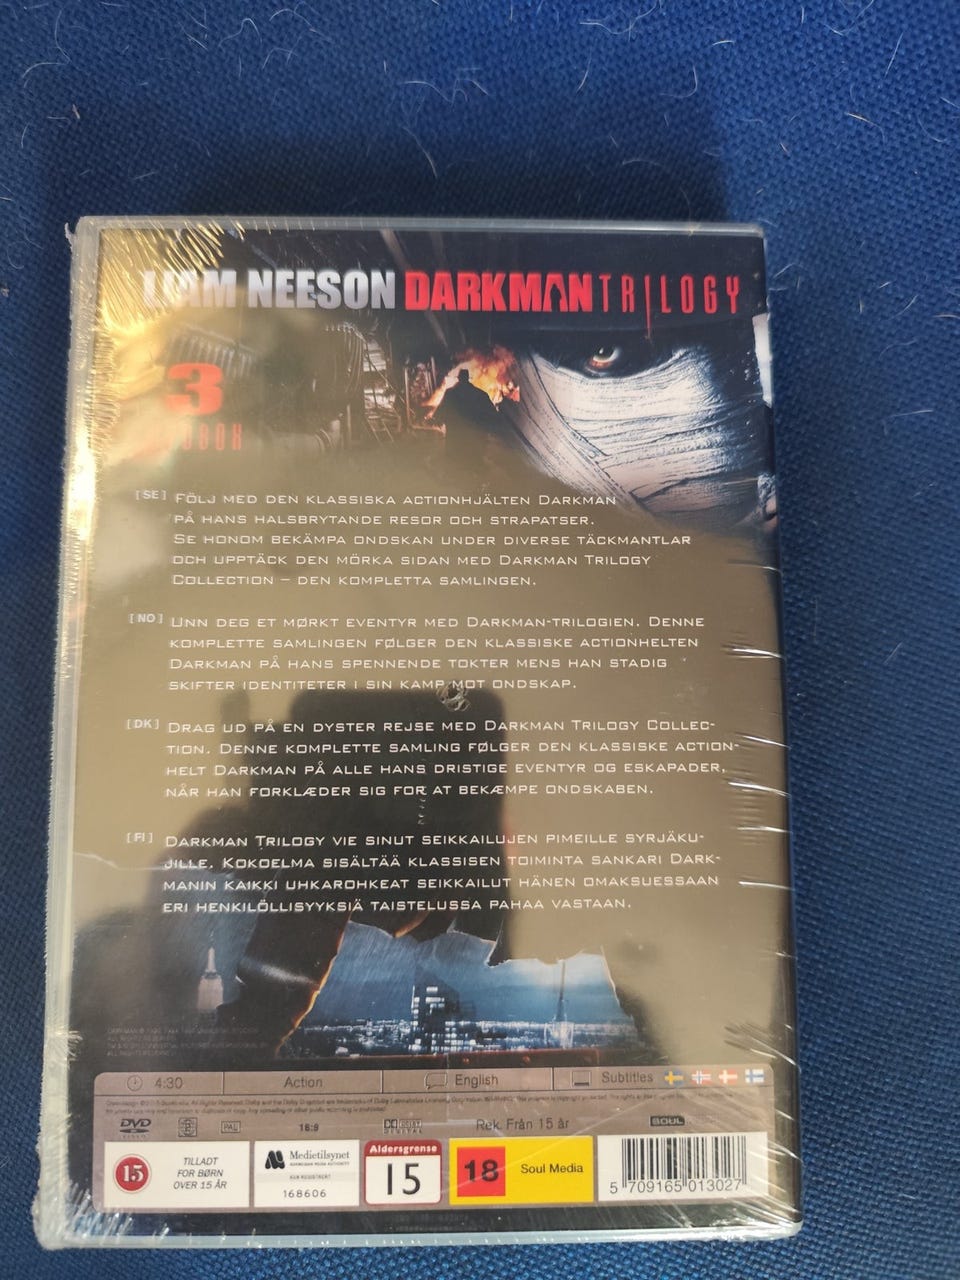 LIAM NEESON DARKMAN TRILOGY
3
[SE] FÖLJ MED DEN KLASSISKA ACTIONHJÄLTEN DARKMAN
PÅ HANS HALSBRYTANDE RESOR OCH STRAPATSER.
SE HONOM BEKÄMPA ONDSKAN UNDER DIVERSE TÄCKMANTLAR
OCH UPPTÄCK DEN MÖRKA SIDAN MED DARKMAN TRILOGY
COLLECTION – DEN KOMPLETTA SAMLINGEN.
[NO] UNN DEG ET MØRKT EVENTYR MED DARKMAN-TRILOGIEN. DENNE
KOMPLETTE SAMLINGEN FØLGER DEN KLASSISKE ACTIONHELTEN
DARKMAN PÅ HANS SPENNENDE TOKTER MENS HAN STADIG
SKIFTER IDENTITETER I SIN KAMP MOT ONDSKAP.
[DK] DRAG UD PÅ EN DYSTER REJSE MED DARKMAN TRILOGY COLLEC-
TION. DENNE KOMPLETTE SAMLING FØLGER DEN KLASSISKE ACTION-
HELT DARKMAN PÅ ALLE HANS DRISTIGE EVENTYR OG ESKAPADER,
NÅR HAN FORKLÆDER SIG FOR AT BEKÆMPE ONDSKABEN.
[FI] DARKMAN TRILOGY VIE SINUT SEIKKAILUJEN PIMEILLE SYRJÄKU-
JILLE. KOKOELMA SISÄLTÄÄ KLASSISEN TOIMINTA SANKARI DARK-
MANIN KAIKKI UHKAROHKEAT SEIKKAILUT HÄNEN OMAKSUESSAAN
ERI HENKILÖLLISYYKSIÄ TAISTELUSSA PAHAA VASTAAN.
4:30 Action English Subtitles
DVD PAL 16:9 DOLBY DIGITAL Rek. Från 15 år SOUL
15 TILLADT
FOR BØRN
OVER 15 ÅR
Medietilsynet
NORWEGIAN MEDIA AUTHORITY
KUN REGISTRERT
168606
Aldersgrense
15
18 Soul Media
5 709165 013027